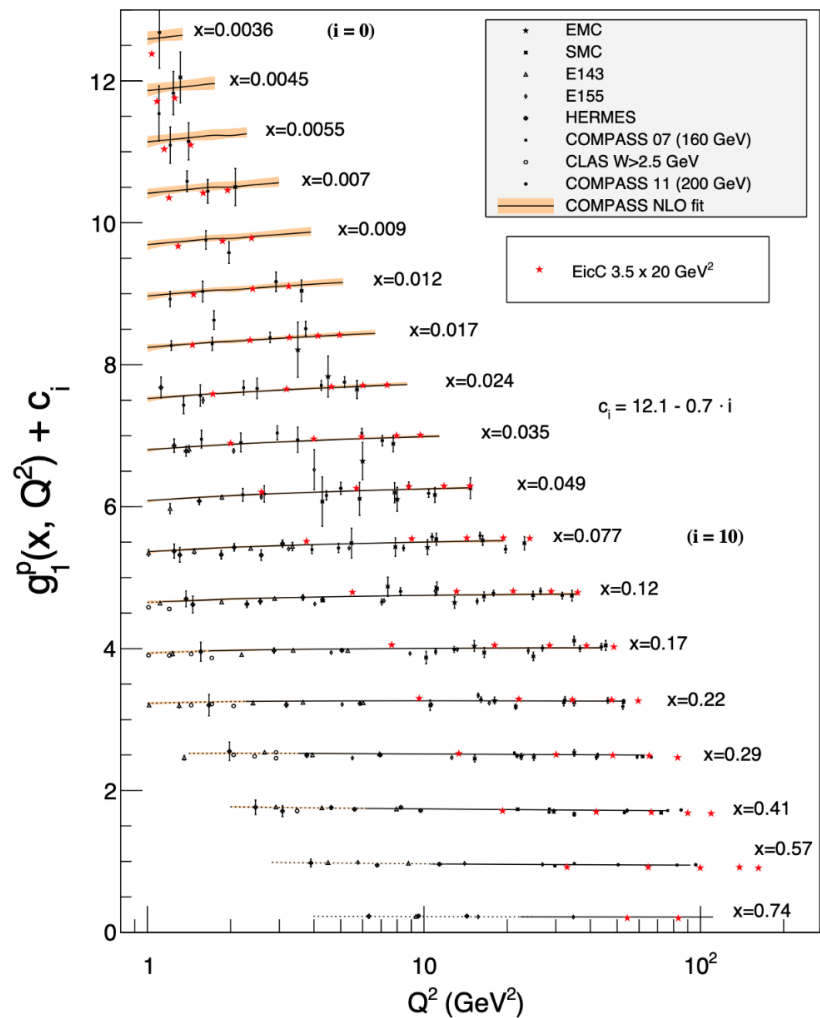 x=0.0036
(i = 0)
x=0.0045
x=0.0055
x=0.007
x=0.009
x=0.012
x=0.017
x=0.024
x=0.035
x=0.049
x=0.077
(i = 10)
x=0.12
x=0.17
x=0.22
x=0.29
x=0.41
x=0.57
x=0.74
EMC
SMC
E143
E155
HERMES
COMPASS 07 (160 GeV)
CLAS W>2.5 GeV
COMPASS 11 (200 GeV)
COMPASS NLO fit
EicC 3.5 x 20 GeV²
cᵢ = 12.1 - 0.7 · i
12
10
8
6
4
2
0
g₁ᵖ(x, Q²) + cᵢ
1
10
10²
Q² (GeV²)